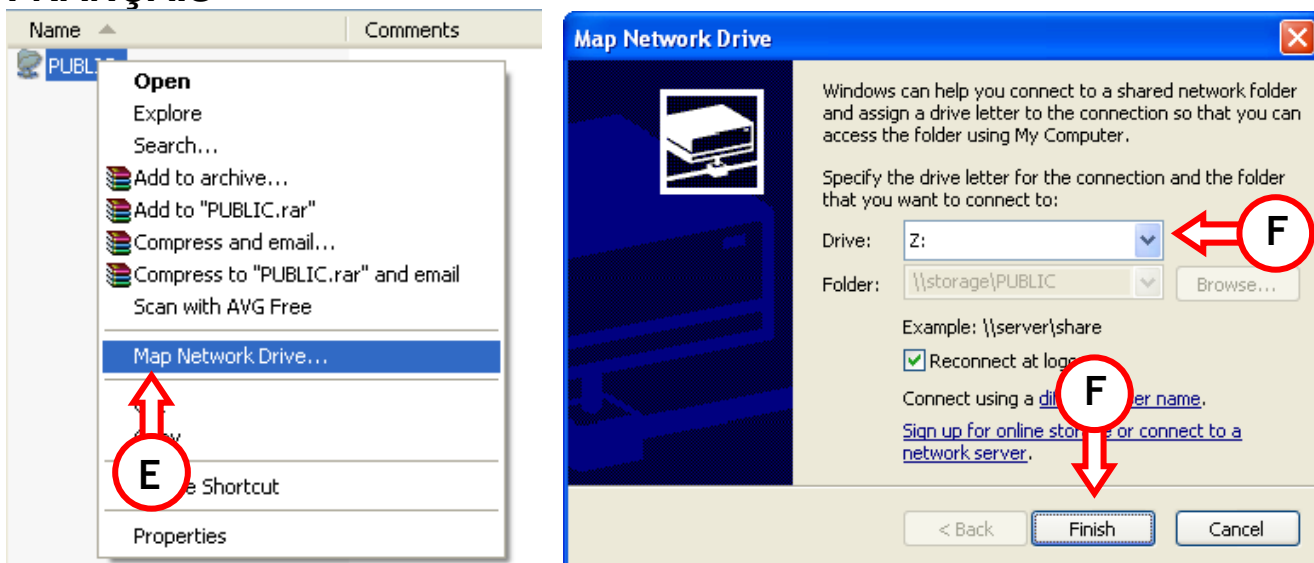 Name Comments
Open
Explore
Search...
Add to archive...
Add to "PUBLIC.rar"
Compress and email...
Compress to "PUBLIC.rar" and email
Scan with AVG Free
Map Network Drive...
E
Shortcut
Properties
Map Network Drive
Windows can help you connect to a shared network folder
and assign a drive letter to the connection so that you can
access the folder using My Computer.
Specify the drive letter for the connection and the folder
that you want to connect to:
Drive: Z:
F
Folder: \\storage\PUBLIC Browse...
Example: \\server\share
Reconnect at
F
Connect using a name.
Sign up for online or connect to a
network server.
< Back Finish Cancel